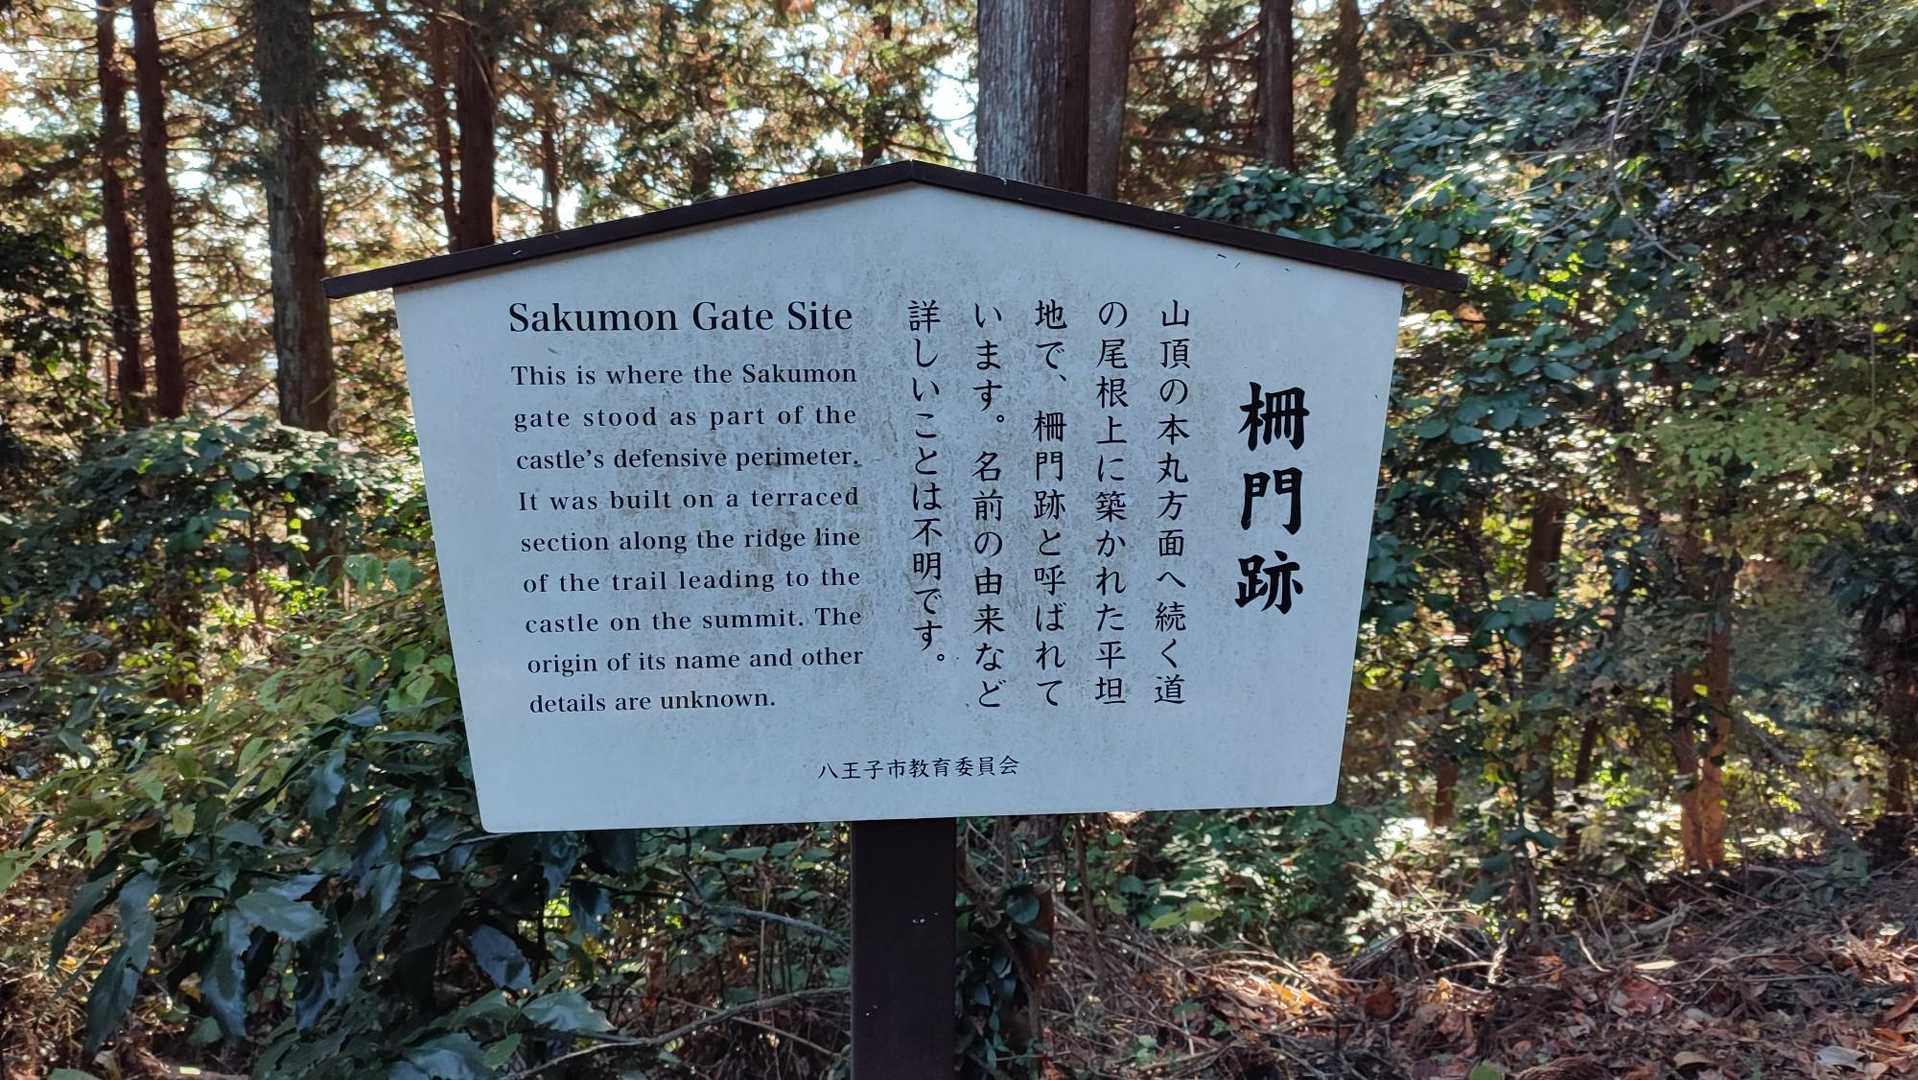 Sakumon Gate Site
This is where the Sakumon
gate stood as part of the
castle's defensive perimeter.
It was built on a terraced
section along the ridge line
of the trail leading to the
castle on the summit. The
origin of its name and other
details are unknown.
柵門跡
山頂の本丸方面へ続く道
の尾根上に築かれた平坦
地で、柵門跡と呼ばれて
います。名前の由来など
詳しいことは不明です。
八王子市教育委員会